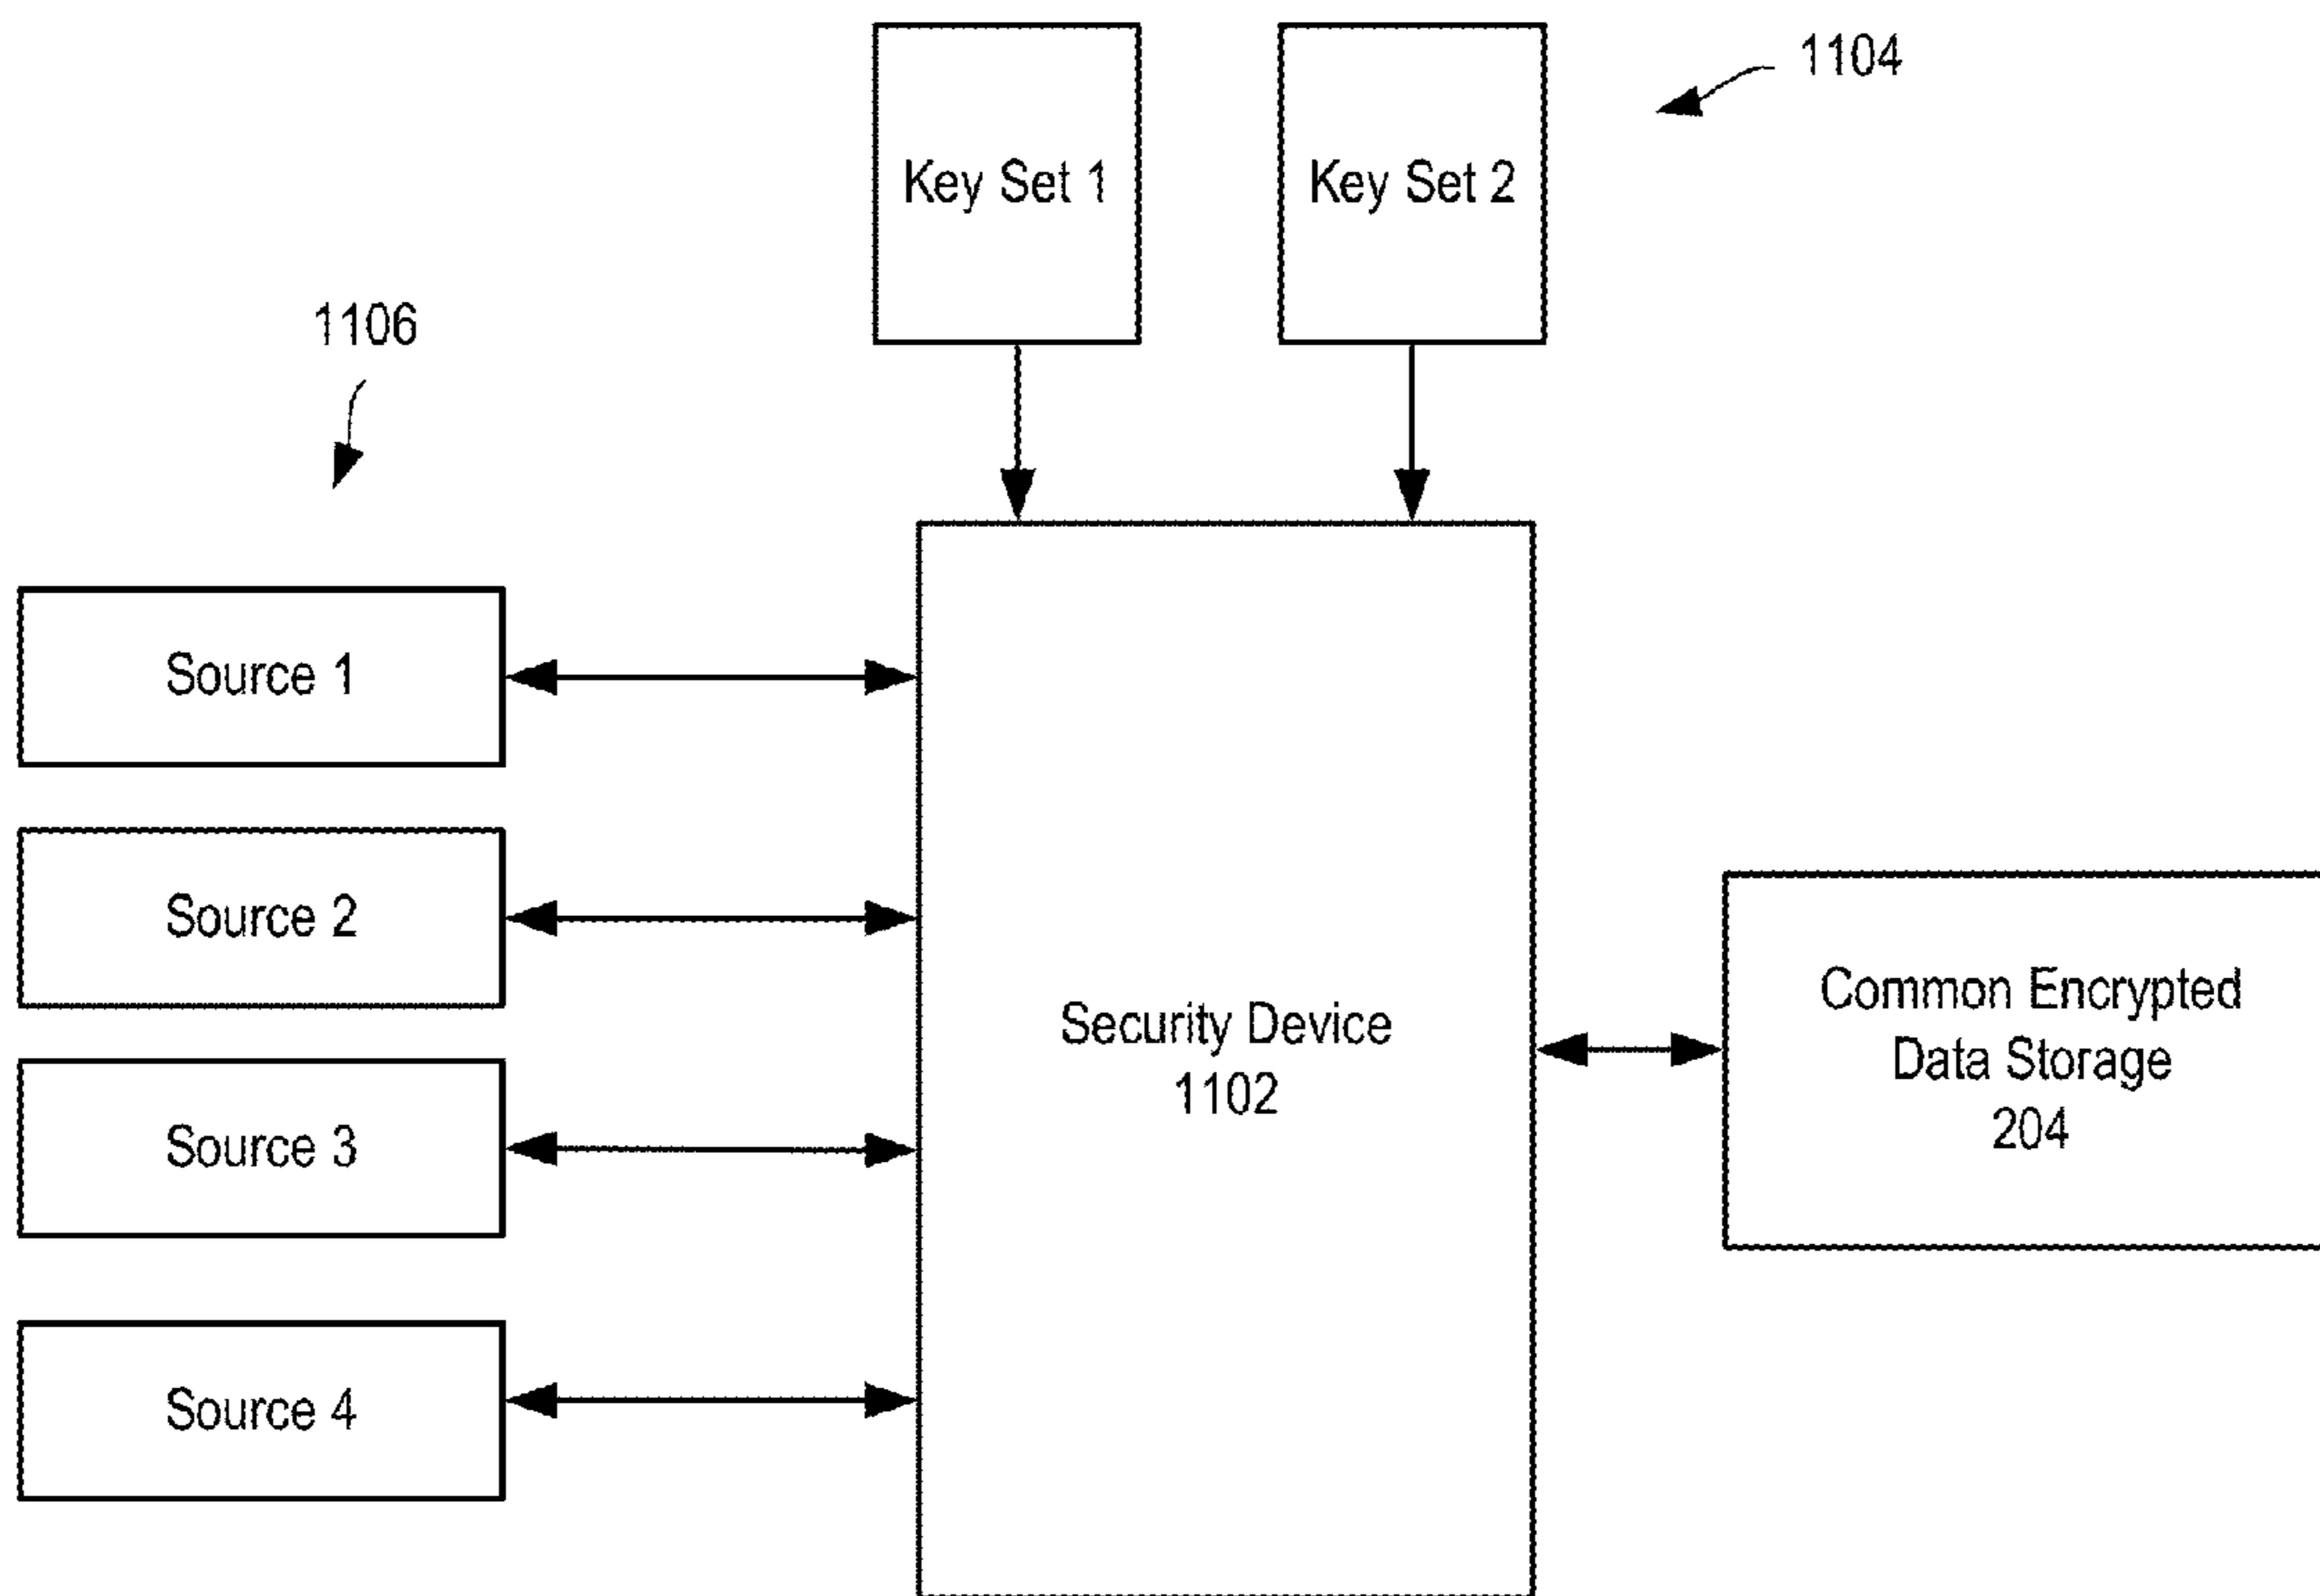 1104
Key Set 1
Key Set 2
1106
Source 1
Source 2
Source 3
Source 4
Security Device
1102
Common Encrypted
Data Storage
204